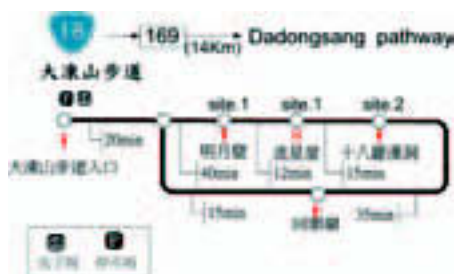 18 169 (14Km) Dadongsang pathway
大凍山步道
P
site.1 site.1 site.2
20min
明月窟 流星崖 十八羅漢洞
大凍山步道入口
40min 12min 15min
15min 35min
P